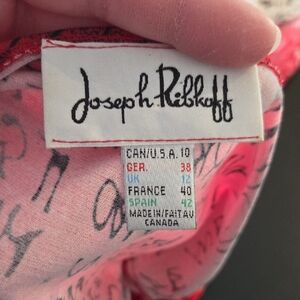 Joseph Ribkoff
CAN/U.S.A. 10
GER. 38
UK 12
FRANCE 40
SPAIN 42
MADE IN/FAIT AU
CANADA